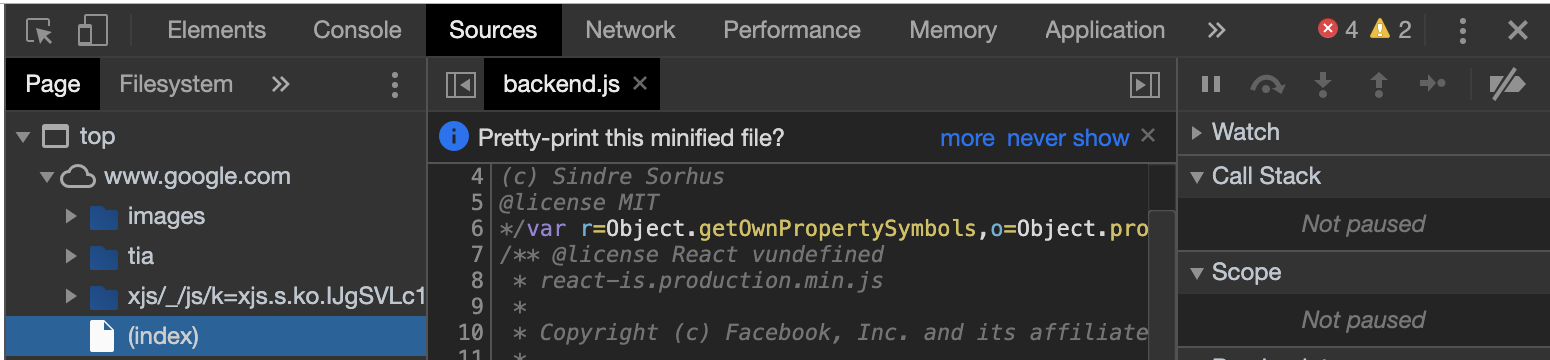 Elements Console Sources Network Performance Memory Application 4 2
Page Filesystem
backend.js
top
www.google.com
images
tia
xjs/_/js/k=xjs.s.ko.IJgSVLc1
(index)
Pretty-print this minified file? more never show
4 (c) Sindre Sorhus
5 @license MIT
6 */var r=Object.getOwnPropertySymbols,o=Object.pro
7 /** @license React vundefined
8 * react-is.production.min.js
9 *
10 * Copyright (c) Facebook, Inc. and its affiliate
11 *
Watch
Call Stack
Not paused
Scope
Not paused